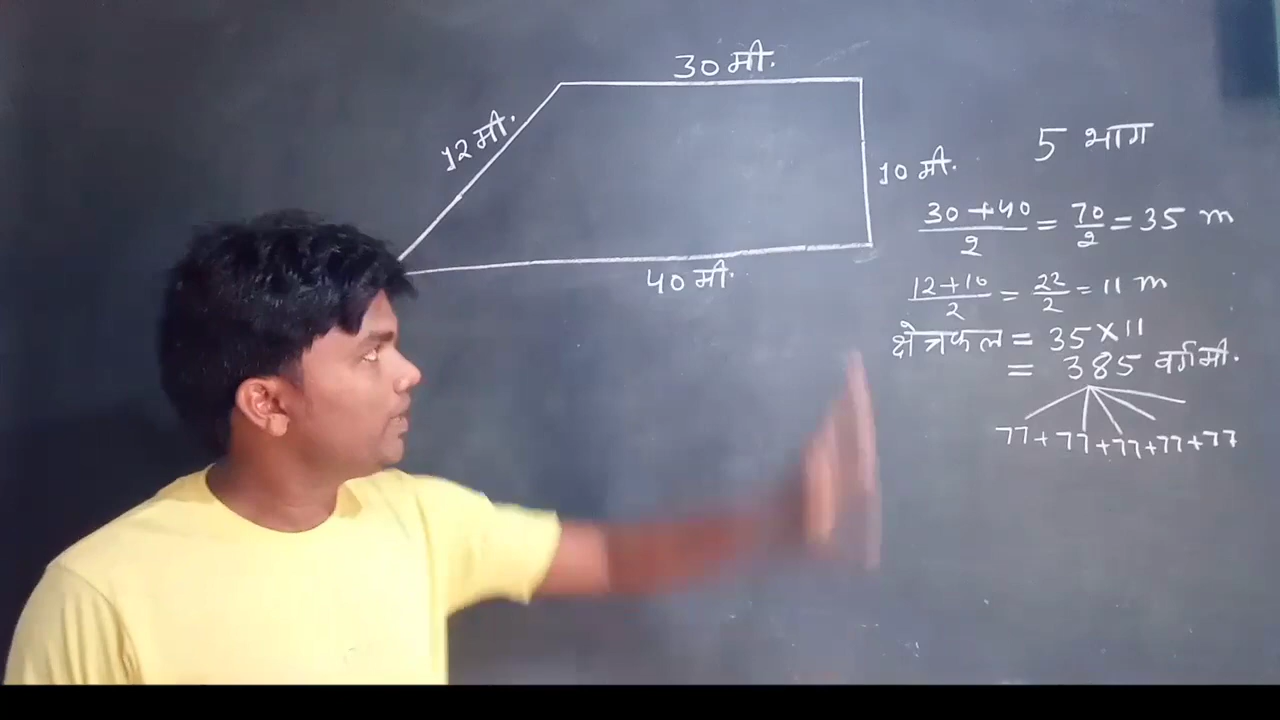 30 मी.
12 मी.
10 मी.
40 मी.
5 भाग
30+40/2 = 70/2 = 35 m
12+10/2 = 22/2 = 11 m
क्षेत्रफल = 35×11
= 385 वर्ग मी.
77+77+77+77+77